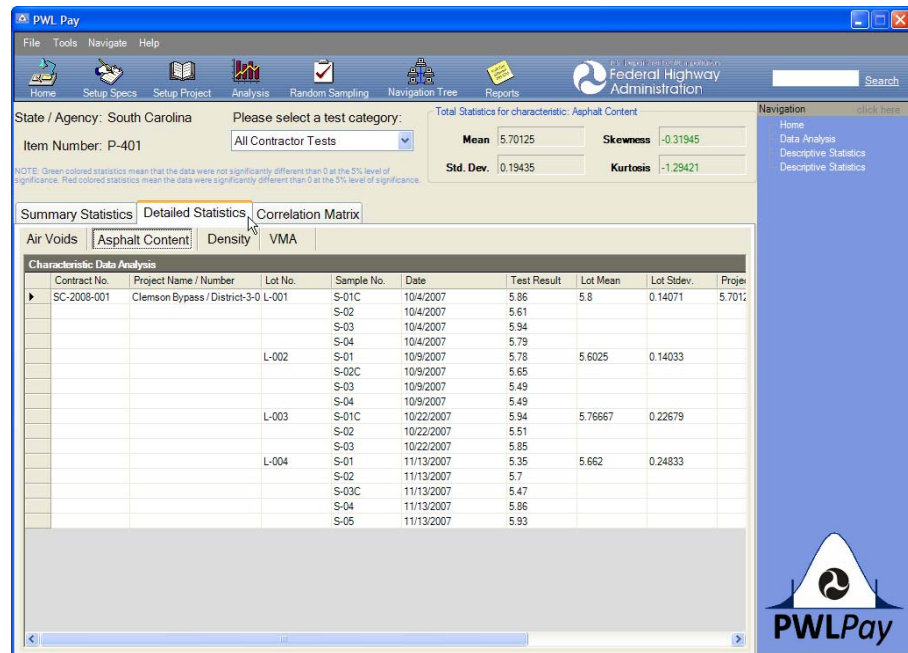 PWL Pay
File Tools Navigate Help
Home Setup Specs Setup Project Analysis Random Sampling Navigation Tree Reports
Federal Highway
Administration
Search
State / Agency: South Carolina
Item Number: P-401
Please select a test category:
All Contractor Tests
NOTE: Green colored statistics mean that the data were not significantly different than 0 at the 5% level of
significance. Red colored statistics mean the data were significantly different than 0 at the 5% level of significance.
Total Statistics for characteristic: Asphalt Content
Mean 5.70125 Skewness -0.31945
Std. Dev. 0.19435 Kurtosis -1.29421
Navigation click here
Home
Data Analysis
Descriptive Statistics
Descriptive Statistics
Summary Statistics Detailed Statistics Correlation Matrix
Air Voids Asphalt Content Density VMA
Characteristic Data Analysis
Contract No. Project Name / Number Lot No. Sample No. Date Test Result Lot Mean Lot Stdev. Projec
SC-2008-001 Clemson Bypass / District-3-0 L-001 S-01C 10/4/2007 5.86 5.8 0.14071 5.7012
S-02 10/4/2007 5.61
S-03 10/4/2007 5.94
S-04 10/4/2007 5.79
L-002 S-01 10/9/2007 5.78 5.6025 0.14033
S-02C 10/9/2007 5.65
S-03 10/9/2007 5.49
S-04 10/9/2007 5.49
L-003 S-01C 10/22/2007 5.94 5.76667 0.22679
S-02 10/22/2007 5.51
S-03 10/22/2007 5.85
L-004 S-01 11/13/2007 5.35 5.662 0.24833
S-02 11/13/2007 5.7
S-03C 11/13/2007 5.47
S-04 11/13/2007 5.86
S-05 11/13/2007 5.93
PWLPay